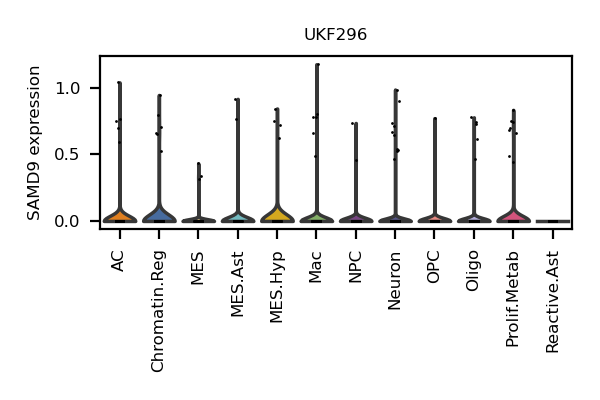 UKF296
SAMD9 expression
1.0
0.5
0.0
AC
Chromatin.Reg
MES
MES.Ast
MES.Hyp
Mac
NPC
Neuron
OPC
Oligo
Prolif.Metab
Reactive.Ast